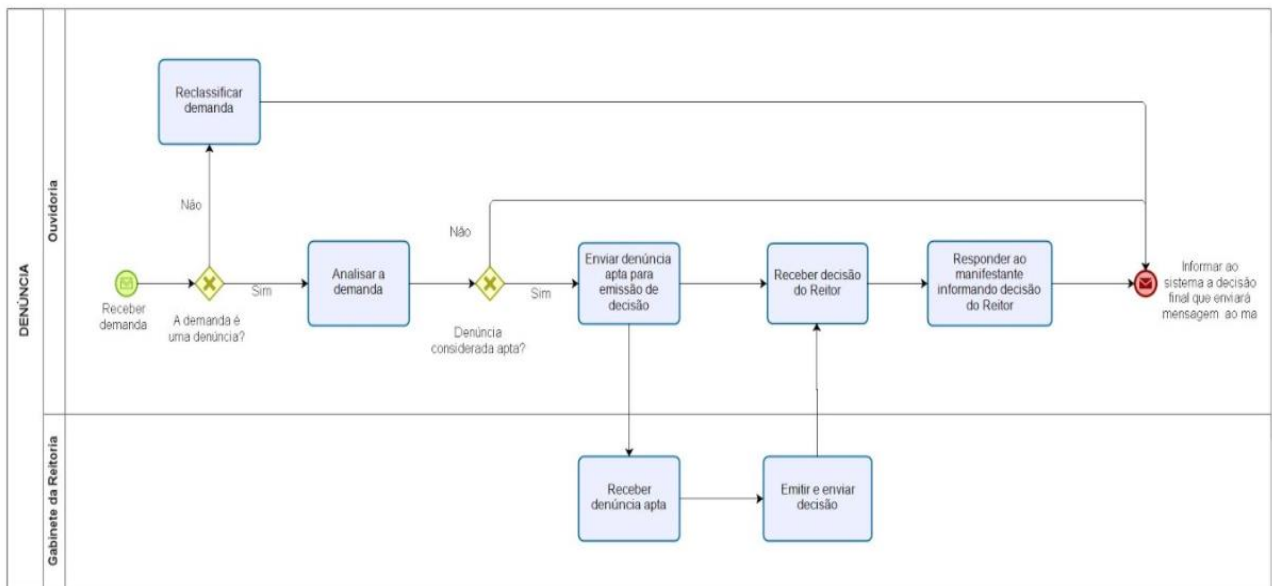 DENÚNCIA
Ouvidoria
Reclassificar
demanda
Não
Receber
demanda
A demanda é
uma denúncia?
Sim
Analisar a
demanda
Não
Denúncia
considerada apta?
Sim
Enviar denúncia
apta para
emissão de
decisão
Receber decisão
do Reitor
Responder ao
manifestante
informando decisão
do Reitor
Informar ao
sistema a decisão
final que enviará
mensagem ao ma
Gabinete da Reitoria
Receber
denúncia apta
Emitir e enviar
decisão